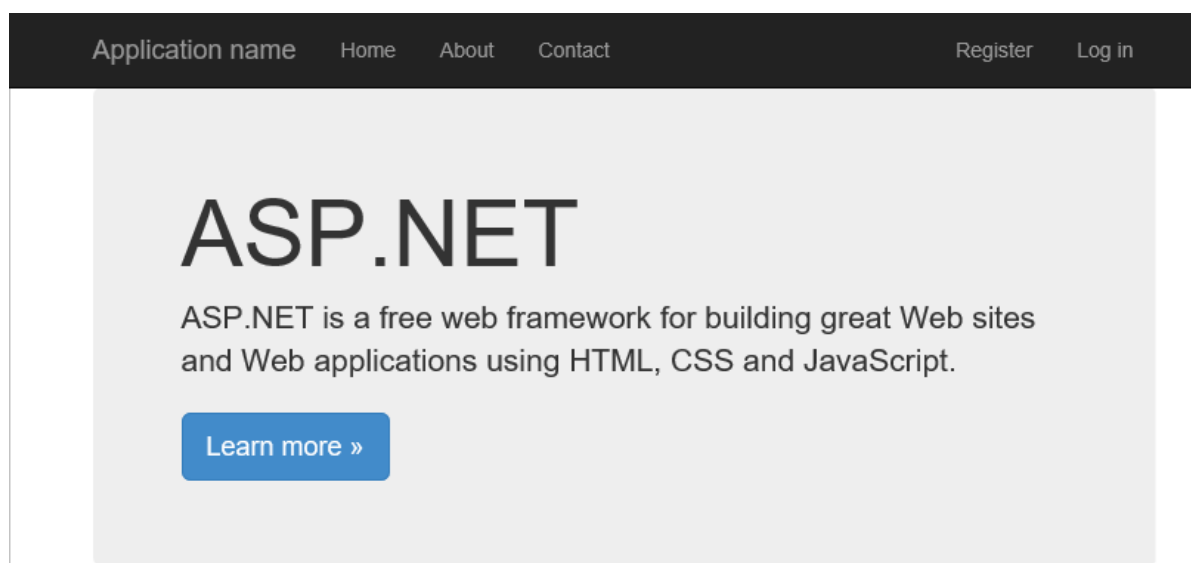 Application name Home About Contact Register Log in
ASP.NET
ASP.NET is a free web framework for building great Web sites
and Web applications using HTML, CSS and JavaScript.
Learn more »